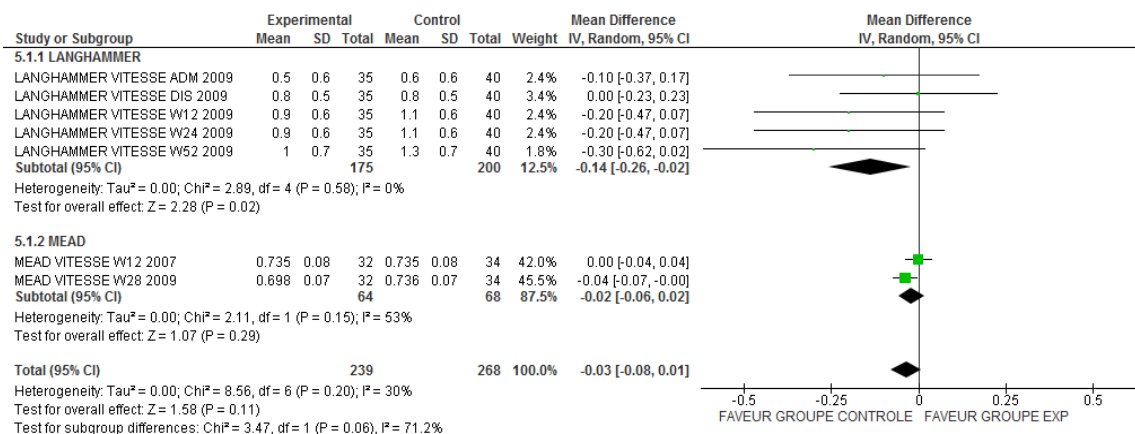 Experimental Control Mean Difference Mean Difference
Study or Subgroup Mean SD Total Mean SD Total Weight IV, Random, 95% CI IV, Random, 95% CI
5.1.1 LANGHAMMER
LANGHAMMER VITESSE ADM 2009 0.5 0.6 35 0.6 0.6 40 2.4% -0.10 [-0.37, 0.17]
LANGHAMMER VITESSE DIS 2009 0.8 0.5 35 0.8 0.5 40 3.4% 0.00 [-0.23, 0.23]
LANGHAMMER VITESSE W12 2009 0.9 0.6 35 1.1 0.6 40 2.4% -0.20 [-0.47, 0.07]
LANGHAMMER VITESSE W24 2009 0.9 0.6 35 1.1 0.6 40 2.4% -0.20 [-0.47, 0.07]
LANGHAMMER VITESSE W52 2009 1 0.7 35 1.3 0.7 40 1.8% -0.30 [-0.62, 0.02]
Subtotal (95% CI) 175 200 12.5% -0.14 [-0.26, -0.02]
Heterogeneity: Tau² = 0.00; Chi² = 2.89, df = 4 (P = 0.58); I² = 0%
Test for overall effect: Z = 2.28 (P = 0.02)
5.1.2 MEAD
MEAD VITESSE W12 2007 0.735 0.08 32 0.735 0.08 34 42.0% 0.00 [-0.04, 0.04]
MEAD VITESSE W28 2009 0.698 0.07 32 0.736 0.07 34 45.5% -0.04 [-0.07, -0.00]
Subtotal (95% CI) 64 68 87.5% -0.02 [-0.06, 0.02]
Heterogeneity: Tau² = 0.00; Chi² = 2.11, df = 1 (P = 0.15); I² = 53%
Test for overall effect: Z = 1.07 (P = 0.29)
Total (95% CI) 239 268 100.0% -0.03 [-0.08, 0.01]
Heterogeneity: Tau² = 0.00; Chi² = 8.56, df = 6 (P = 0.20); I² = 30%
Test for overall effect: Z = 1.58 (P = 0.11)
Test for subgroup differences: Chi² = 3.47, df = 1 (P = 0.06), I² = 71.2%
-0.5 -0.25 0 0.25 0.5
FAVEUR GROUPE CONTROLE FAVEUR GROUPE EXP